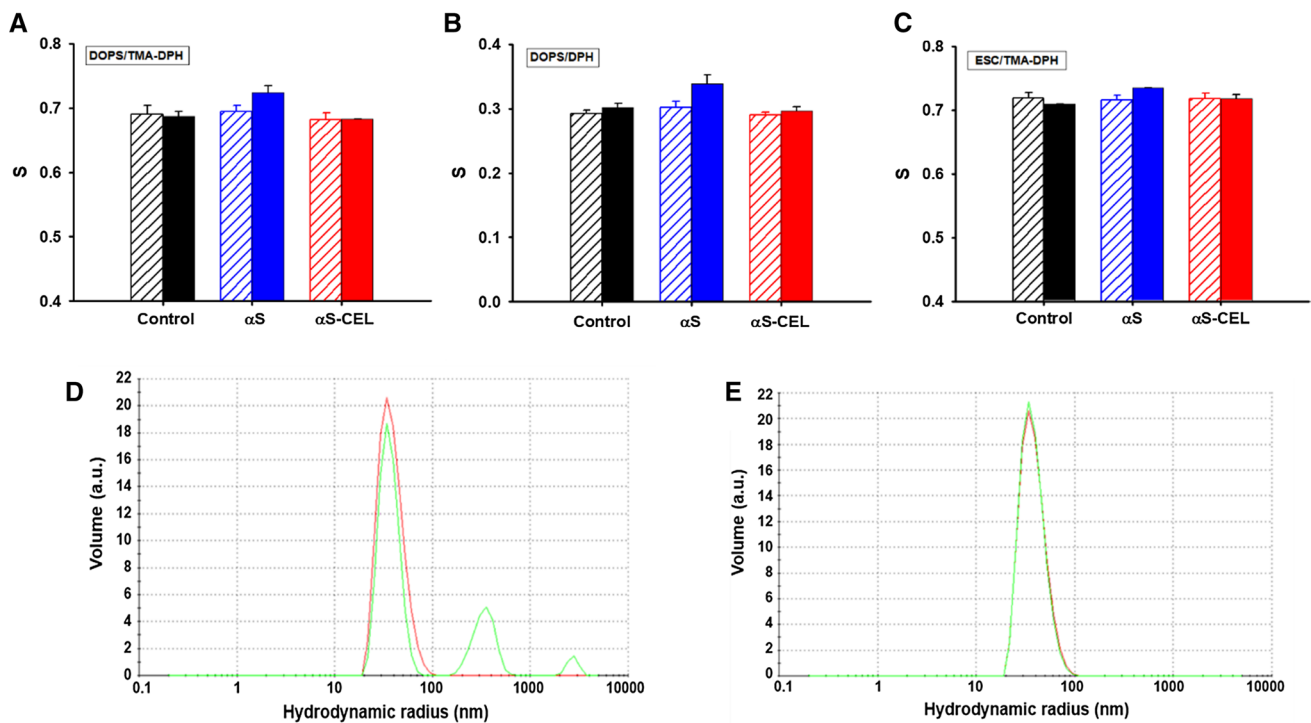 A
DOPS/TMA-DPH
0.8
0.7
0.6
0.5
0.4
S
Control αS αS-CEL
B
DOPS/DPH
0.4
0.3
0.2
0.1
0.0
S
Control αS αS-CEL
C
ESC/TMA-DPH
0.8
0.7
0.6
0.5
0.4
S
Control αS αS-CEL
D
22
20
18
16
14
12
10
8
6
4
2
0
Volume (a.u.)
0.1 1 10 100 1000 10000
Hydrodynamic radius (nm)
E
22
20
18
16
14
12
10
8
6
4
2
0
Volume (a.u.)
0.1 1 10 100 1000 10000
Hydrodynamic radius (nm)